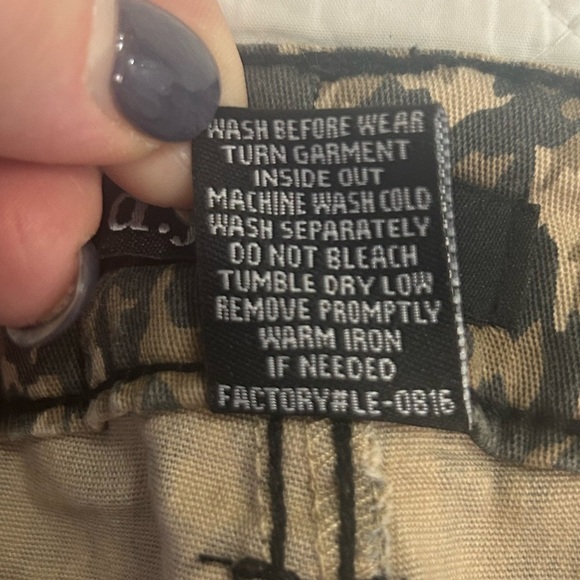 WASH BEFORE WEAR
TURN GARMENT
INSIDE OUT
MACHINE WASH COLD
WASH SEPARATELY
DO NOT BLEACH
TUMBLE DRY LOW
REMOVE PROMPTLY
WARM IRON
IF NEEDED
FACTORY#LE-0816